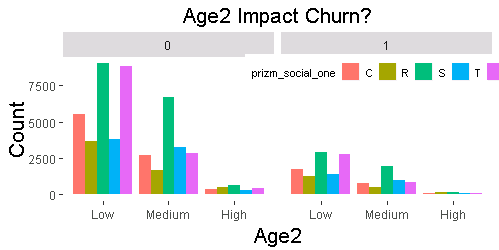 Age2 Impact Churn?
0 1
prizm_social_one C R S T
Count
7500
5000
2500
0
Low Medium High Low Medium High
Age2